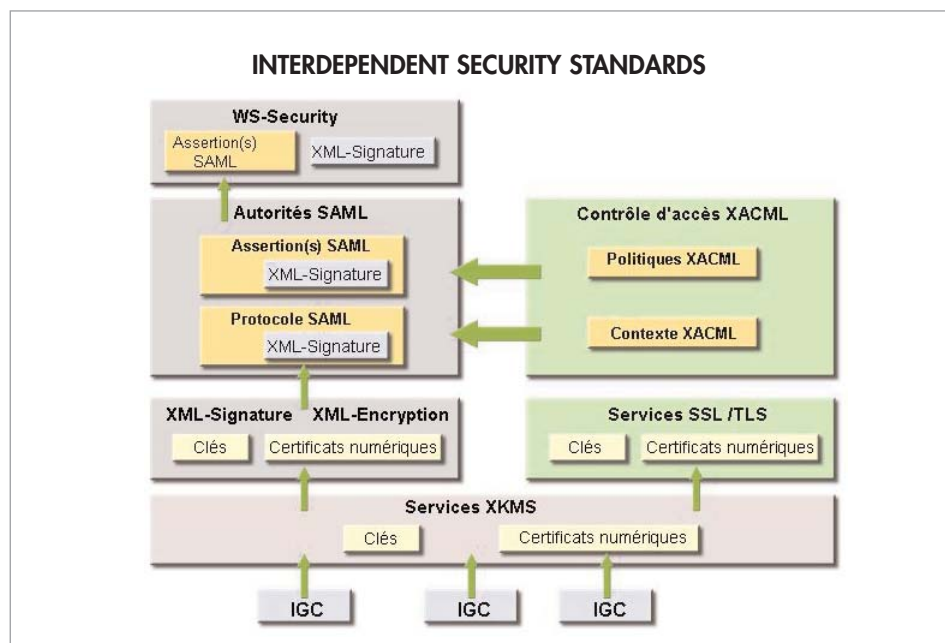 INTERDEPENDENT SECURITY STANDARDS
WS-Security
Assertion(s)
SAML
XML-Signature
Autorités SAML
Assertion(s) SAML
XML-Signature
Protocole SAML
XML-Signature
Contrôle d'accès XACML
Politiques XACML
Contexte XACML
XML-Signature XML-Encryption
Clés
Certificats numériques
Services SSL /TLS
Clés
Certificats numériques
Services XKMS
Clés
Certificats numériques
IGC
IGC
IGC